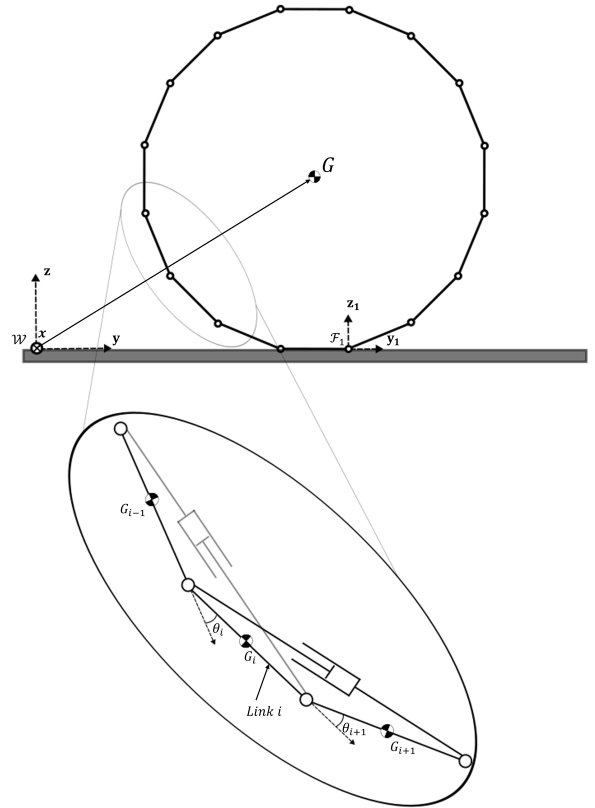 G
z
𝒲 x
y
z₁
ℱ₁ y₁
Gᵢ₋₁
θᵢ
Gᵢ
Link i
θᵢ₊₁
Gᵢ₊₁